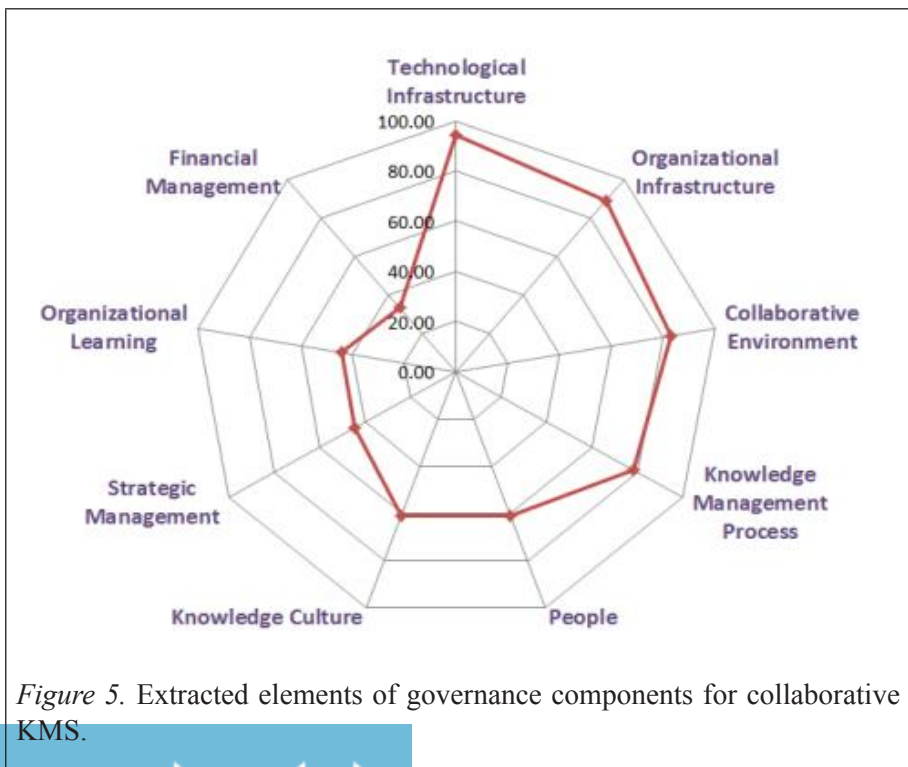 Technological
Infrastructure
100.00
80.00
60.00
40.00
20.00
0.00
Organizational
Infrastructure
Collaborative
Environment
Knowledge
Management
Process
People
Knowledge Culture
Strategic
Management
Organizational
Learning
Financial
Management
Figure 5. Extracted elements of governance components for collaborative
KMS.